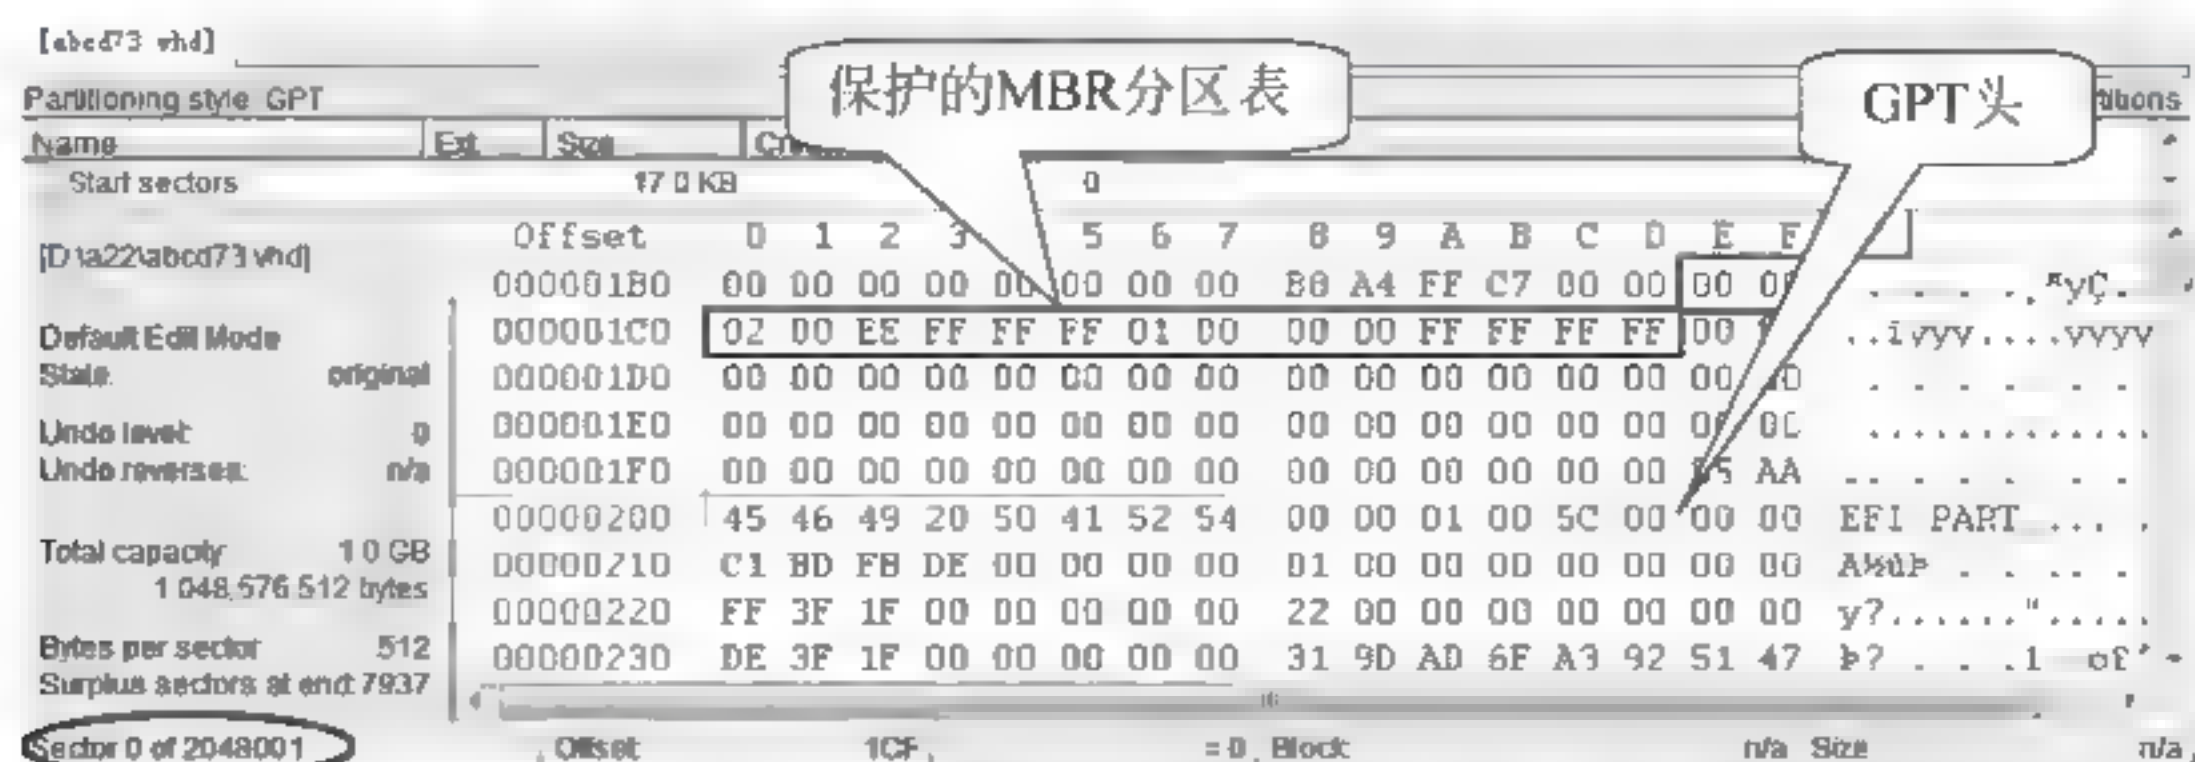 [abcd73 vhd]
保护的MBR分区表
GPT头
Partitioning style GPT
Name Ext. Size
Start sectors 17 0 KB 0
Offset 0 1 2 3 5 6 7 8 9 A B C D E F
[D \a22\abcd73 vhd]
000001B0 00 00 00 00 00 00 00 00 B8 A4 FF C7 00 00 00
000001C0 02 00 EE FF FF FF 01 00 00 00 FF FF FF FF 00
Default Edit Mode
State original
000001D0 00 00 00 00 00 00 00 00 00 00 00 00 00 00 00
Undo level: 0
000001E0 00 00 00 00 00 00 00 00 00 00 00 00 00 00
Undo reverses: n/a
000001F0 00 00 00 00 00 00 00 00 00 00 00 00 00 00 AA
00000200 45 46 49 20 50 41 52 54 00 00 01 00 5C 00 00 00 EFI PART
Total capacity 1 0 GB
00000210 C1 BD FB DE 00 00 00 00 01 00 00 00 00 00 00 00
1 048,576 512 bytes
00000220 FF 3F 1F 00 00 00 00 00 22 00 00 00 00 00 00 00 y?......".....
Bytes per sector 512
00000230 DE 3F 1F 00 00 00 00 00 31 9D AD 6F A3 92 51 47
Surplus sectors at end: 7937
Sector 0 of 2048001 Offset: 1CF = 0 Block: n/a Size n/a